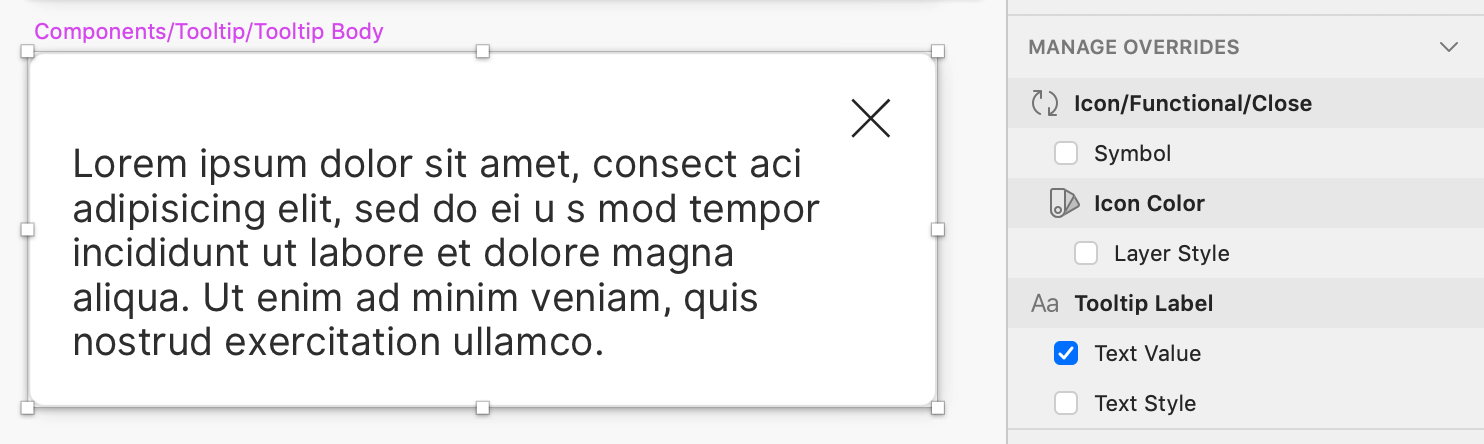 Components/Tooltip/Tooltip Body
Lorem ipsum dolor sit amet, consect aci
adipisicing elit, sed do ei u s mod tempor
incididunt ut labore et dolore magna
aliqua. Ut enim ad minim veniam, quis
nostrud exercitation ullamco.
MANAGE OVERRIDES
Icon/Functional/Close
Symbol
Icon Color
Layer Style
Aa Tooltip Label
Text Value
Text Style